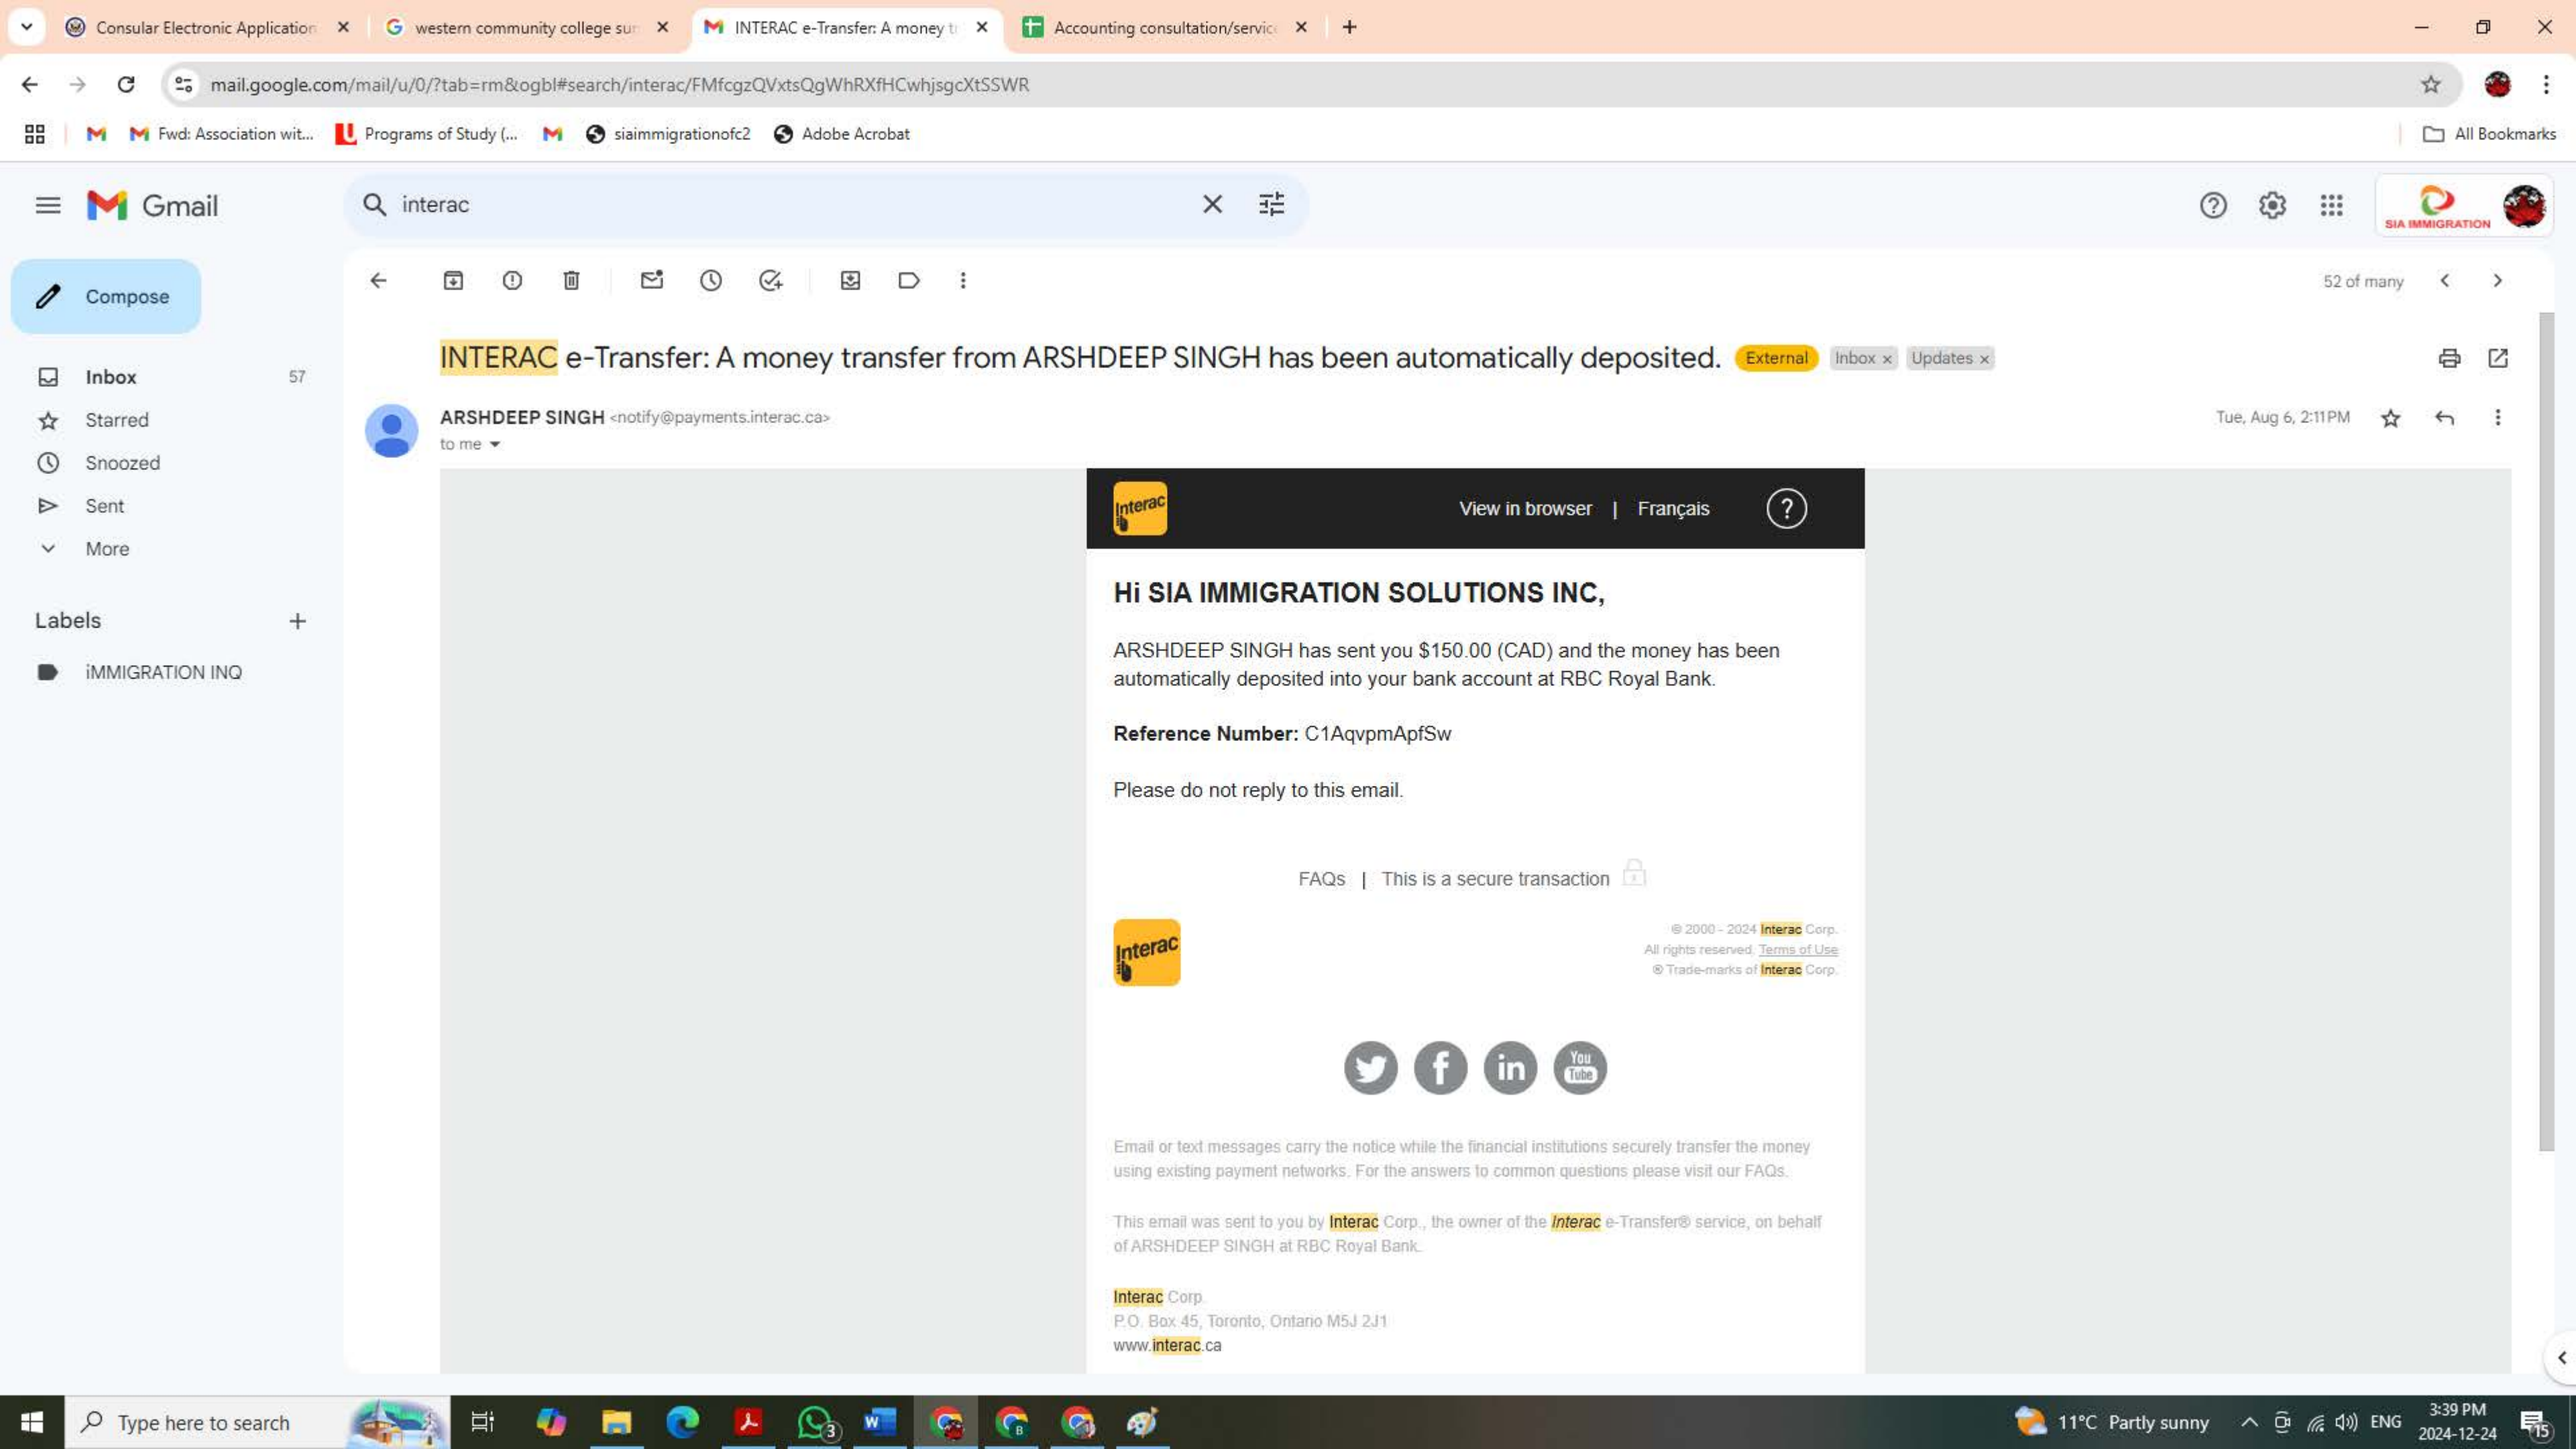 Consular Electronic Application
western community college sur
INTERAC e-Transfer: A money tr
Accounting consultation/service
mail.google.com/mail/u/0/?tab=rm&ogbl#search/interac/FMfcgzQVxtsQgWhRXfHCwhjsgcXtSSWR
Fwd: Association wit...
Programs of Study (...
siaimmigrationofc2
Adobe Acrobat
All Bookmarks
Gmail
interac
SIA IMMIGRATION
Compose
52 of many
Inbox 57
Starred
Snoozed
Sent
More
Labels
iMMIGRATION INQ
INTERAC e-Transfer: A money transfer from ARSHDEEP SINGH has been automatically deposited. External Inbox x Updates x
ARSHDEEP SINGH <notify@payments.interac.ca>
Tue, Aug 6, 2:11 PM
to me
Interac
View in browser | Français
Hi SIA IMMIGRATION SOLUTIONS INC,
ARSHDEEP SINGH has sent you $150.00 (CAD) and the money has been
automatically deposited into your bank account at RBC Royal Bank.
Reference Number: C1AqvpmApfSw
Please do not reply to this email.
FAQs | This is a secure transaction
Interac
© 2000 - 2024 Interac Corp.
All rights reserved. Terms of Use
® Trade-marks of Interac Corp.
You
Tube
Email or text messages carry the notice while the financial institutions securely transfer the money
using existing payment networks. For the answers to common questions please visit our FAQs.
This email was sent to you by Interac Corp., the owner of the Interac e-Transfer® service, on behalf
of ARSHDEEP SINGH at RBC Royal Bank.
Interac Corp.
P.O. Box 45, Toronto, Ontario M5J 2J1
www.interac.ca
Type here to search
3
11°C Partly sunny
ENG
3:39 PM
2024-12-24
15